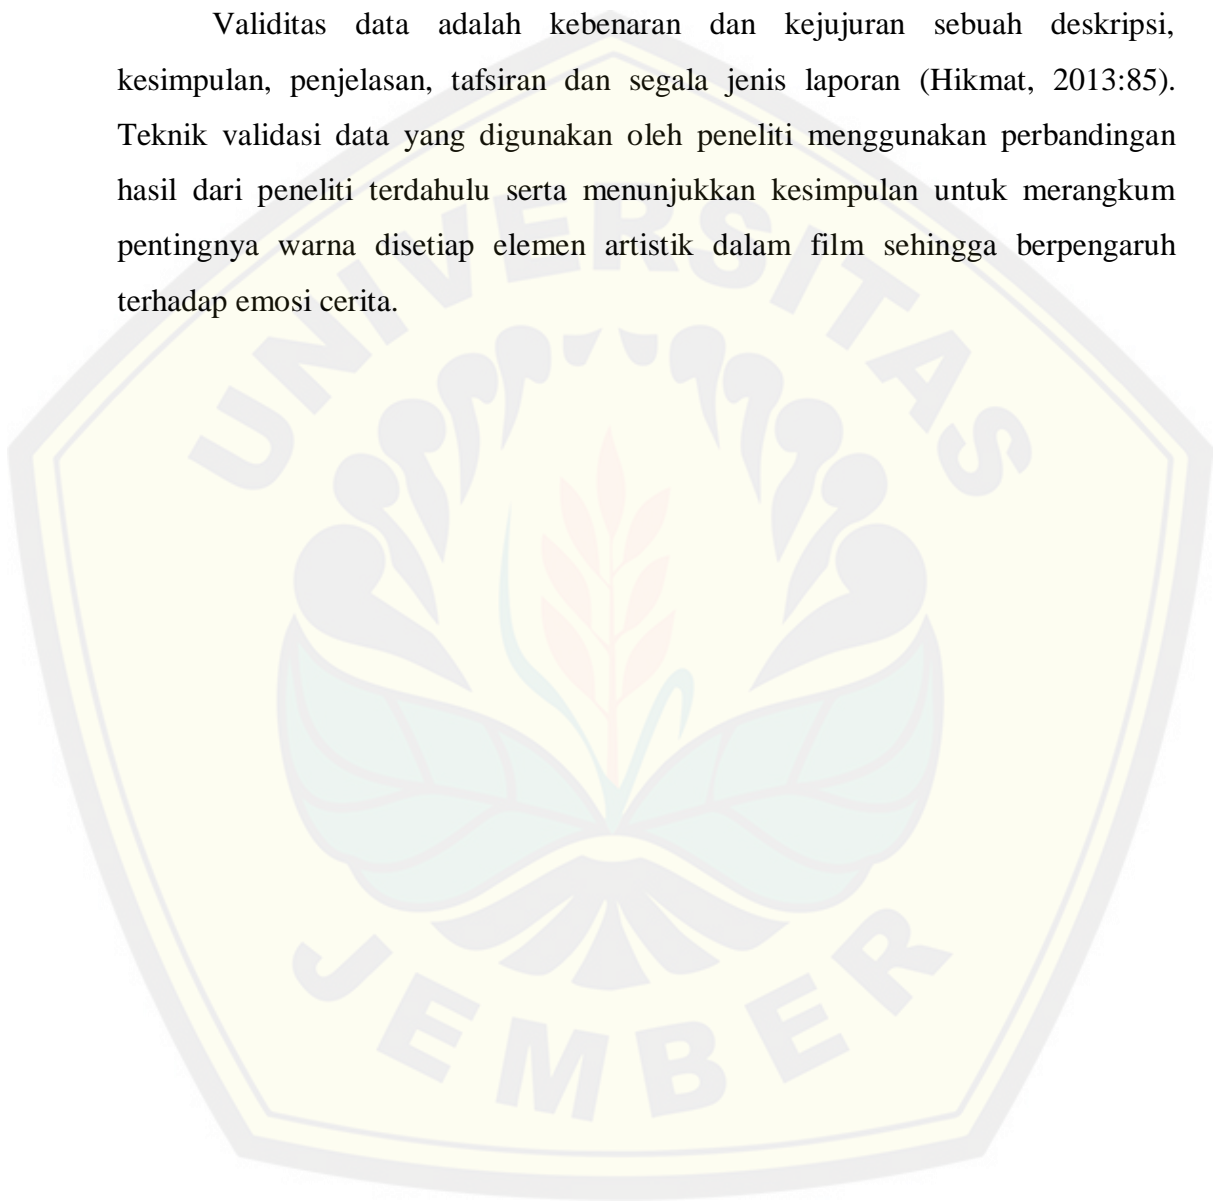 Validitas data adalah kebenaran dan kejujuran sebuah deskripsi,
kesimpulan, penjelasan, tafsiran dan segala jenis laporan (Hikmat, 2013:85).
Teknik validasi data yang digunakan oleh peneliti menggunakan perbandingan
hasil dari peneliti terdahulu serta menunjukkan kesimpulan untuk merangkum
pentingnya warna disetiap elemen artistik dalam film sehingga berpengaruh
terhadap emosi cerita.
UNIVERSITAS
JEMBER